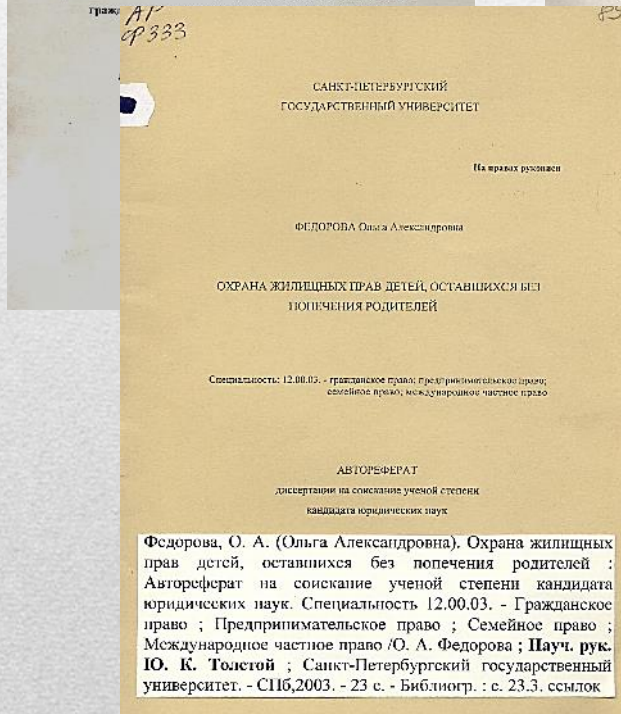 АР
Ф333
САНКТ-ПЕТЕРБУРГСКИЙ
ГОСУДАРСТВЕННЫЙ УНИВЕРСИТЕТ
На правах рукописи
ФЕДОРОВА Ольга Александровна
ОХРАНА ЖИЛИЩНЫХ ПРАВ ДЕТЕЙ, ОСТАВШИХСЯ БЕЗ
ПОПЕЧЕНИЯ РОДИТЕЛЕЙ
Специальность: 12.00.03. - гражданское право; предпринимательское право;
семейное право; международное частное право
АВТОРЕФЕРАТ
диссертации на соискание ученой степени
кандидата юридических наук
Федорова, О. А. (Ольга Александровна). Охрана жилищных
прав детей, оставшихся без попечения родителей :
Автореферат на соискание ученой степени кандидата
юридических наук. Специальность 12.00.03. - Гражданское
право ; Предпринимательское право ; Семейное право ;
Международное частное право /О. А. Федорова ; Науч. рук.
Ю. К. Толстой ; Санкт-Петербургский государственный
университет. - СПб,2003. - 23 с. - Библиогр. : с. 23.3. ссылок